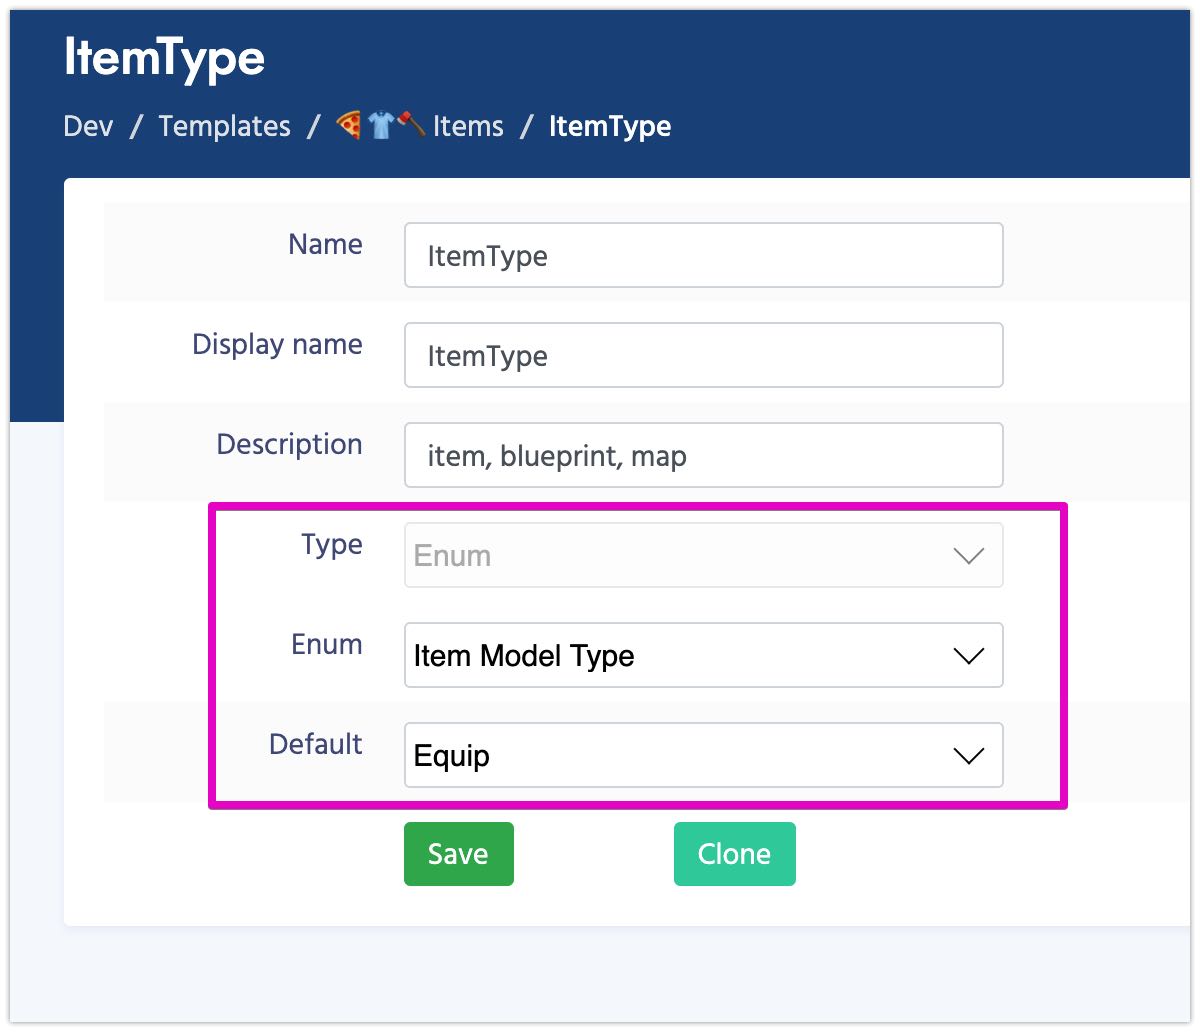 ItemType
Dev / Templates / 🍕👕🪓 Items / ItemType
Name ItemType
Display name ItemType
Description item, blueprint, map
Type Enum
Enum Item Model Type
Default Equip
Save Clone